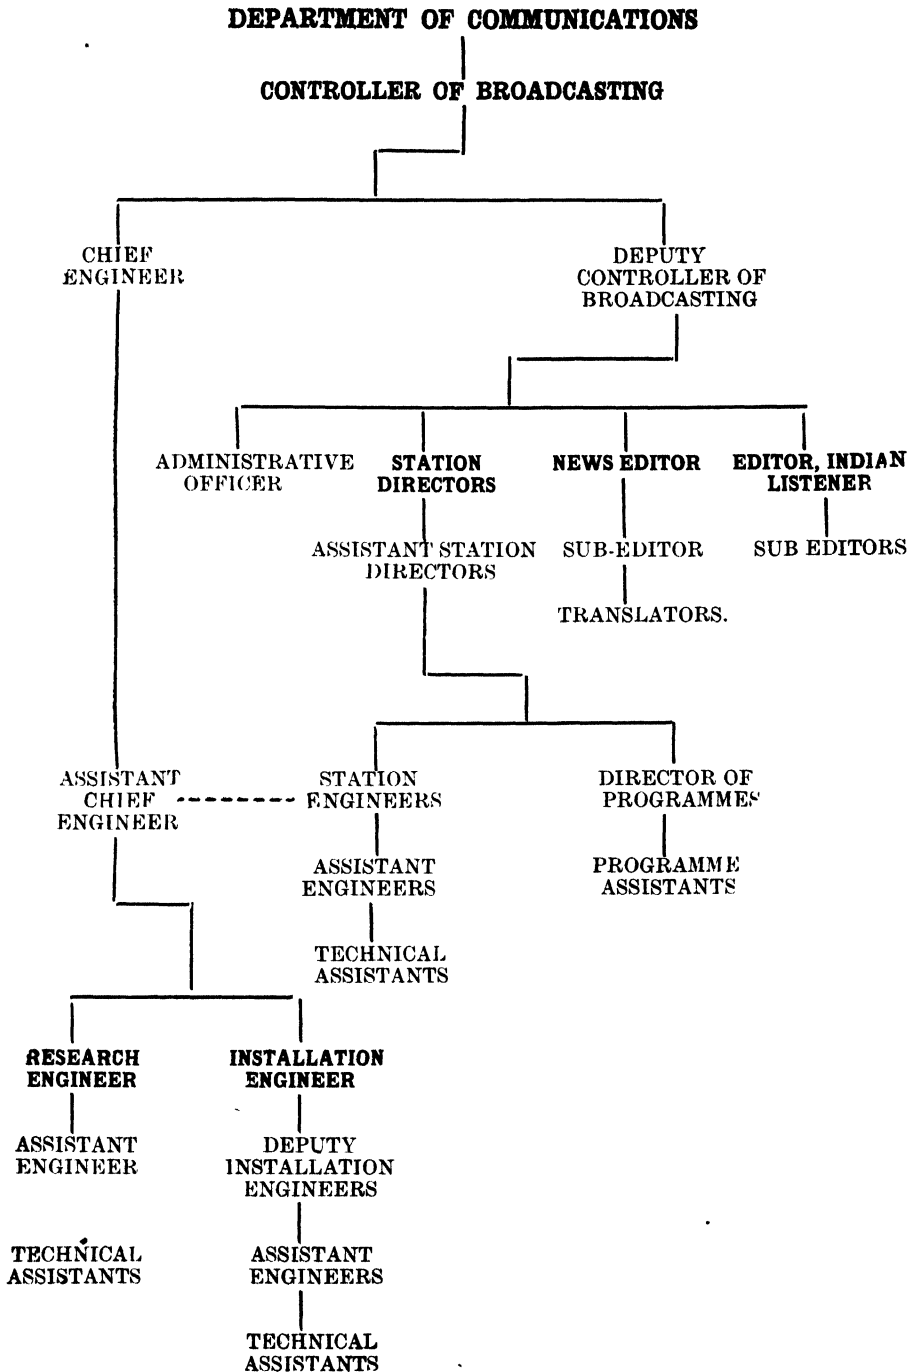 DEPARTMENT OF COMMUNICATIONS
CONTROLLER OF BROADCASTING
CHIEF
ENGINEER
DEPUTY
CONTROLLER OF
BROADCASTING
ADMINISTRATIVE
OFFICER
STATION
DIRECTORS
NEWS EDITOR
EDITOR, INDIAN
LISTENER
ASSISTANT STATION
DIRECTORS
SUB-EDITOR
SUB EDITORS
TRANSLATORS.
ASSISTANT
CHIEF
ENGINEER
STATION
ENGINEERS
DIRECTOR OF
PROGRAMMES
ASSISTANT
ENGINEERS
PROGRAMME
ASSISTANTS
TECHNICAL
ASSISTANTS
RESEARCH
ENGINEER
INSTALLATION
ENGINEER
ASSISTANT
ENGINEER
DEPUTY
INSTALLATION
ENGINEERS
TECHNICAL
ASSISTANTS
ASSISTANT
ENGINEERS
TECHNICAL
ASSISTANTS